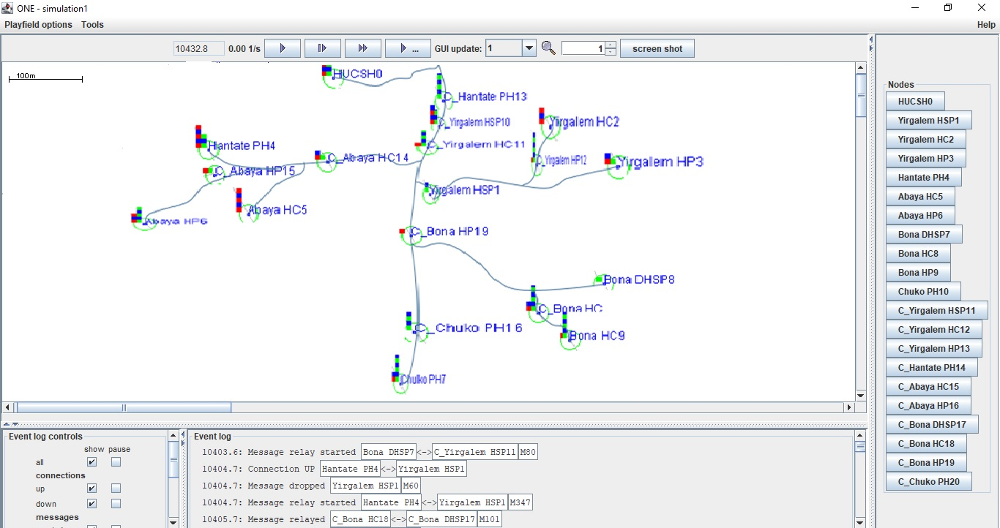 ONE - simulation1
Playfield options Tools Help
10432.8 0.00 1/s ... GUI update: 1 1 screen shot
100m
HUCSH0
C_Hantate PH13
C_Yirgalem HSP10
Yirgalem HC2
C_Yirgalem HC11
Hantate PH4
C_Abaya HC14
C_Yirgalem HP12
Yirgalem HP3
C_Abaya HP15
Yirgalem HSP1
Abaya HC5
Abaya HP6
C_Bona HP19
Bona DHSP8
C_Bona HC
C_Chuko PH16
Bona HC9
Chuko PH7
Nodes
HUCSH0
Yirgalem HSP1
Yirgalem HC2
Yirgalem HP3
Hantate PH4
Abaya HC5
Abaya HP6
Bona DHSP7
Bona HC8
Bona HP9
Chuko PH10
C_Yirgalem HSP11
C_Yirgalem HC12
C_Yirgalem HP13
C_Hantate PH14
C_Abaya HC15
C_Abaya HP16
C_Bona DHSP17
C_Bona HC18
C_Bona HP19
C_Chuko PH20
Event log controls
show pause
all
connections
up
down
messages
Event log
10403.6: Message relay started Bona DHSP7<->C_Yirgalem HSP11 M80
10404.7: Connection UP Hantate PH4<->Yirgalem HSP1
10404.7: Message dropped Yirgalem HSP1 M60
10404.7: Message relay started Hantate PH4<->Yirgalem HSP1 M347
10405.7: Message relayed C_Bona HC18<->C_Bona DHSP17 M101